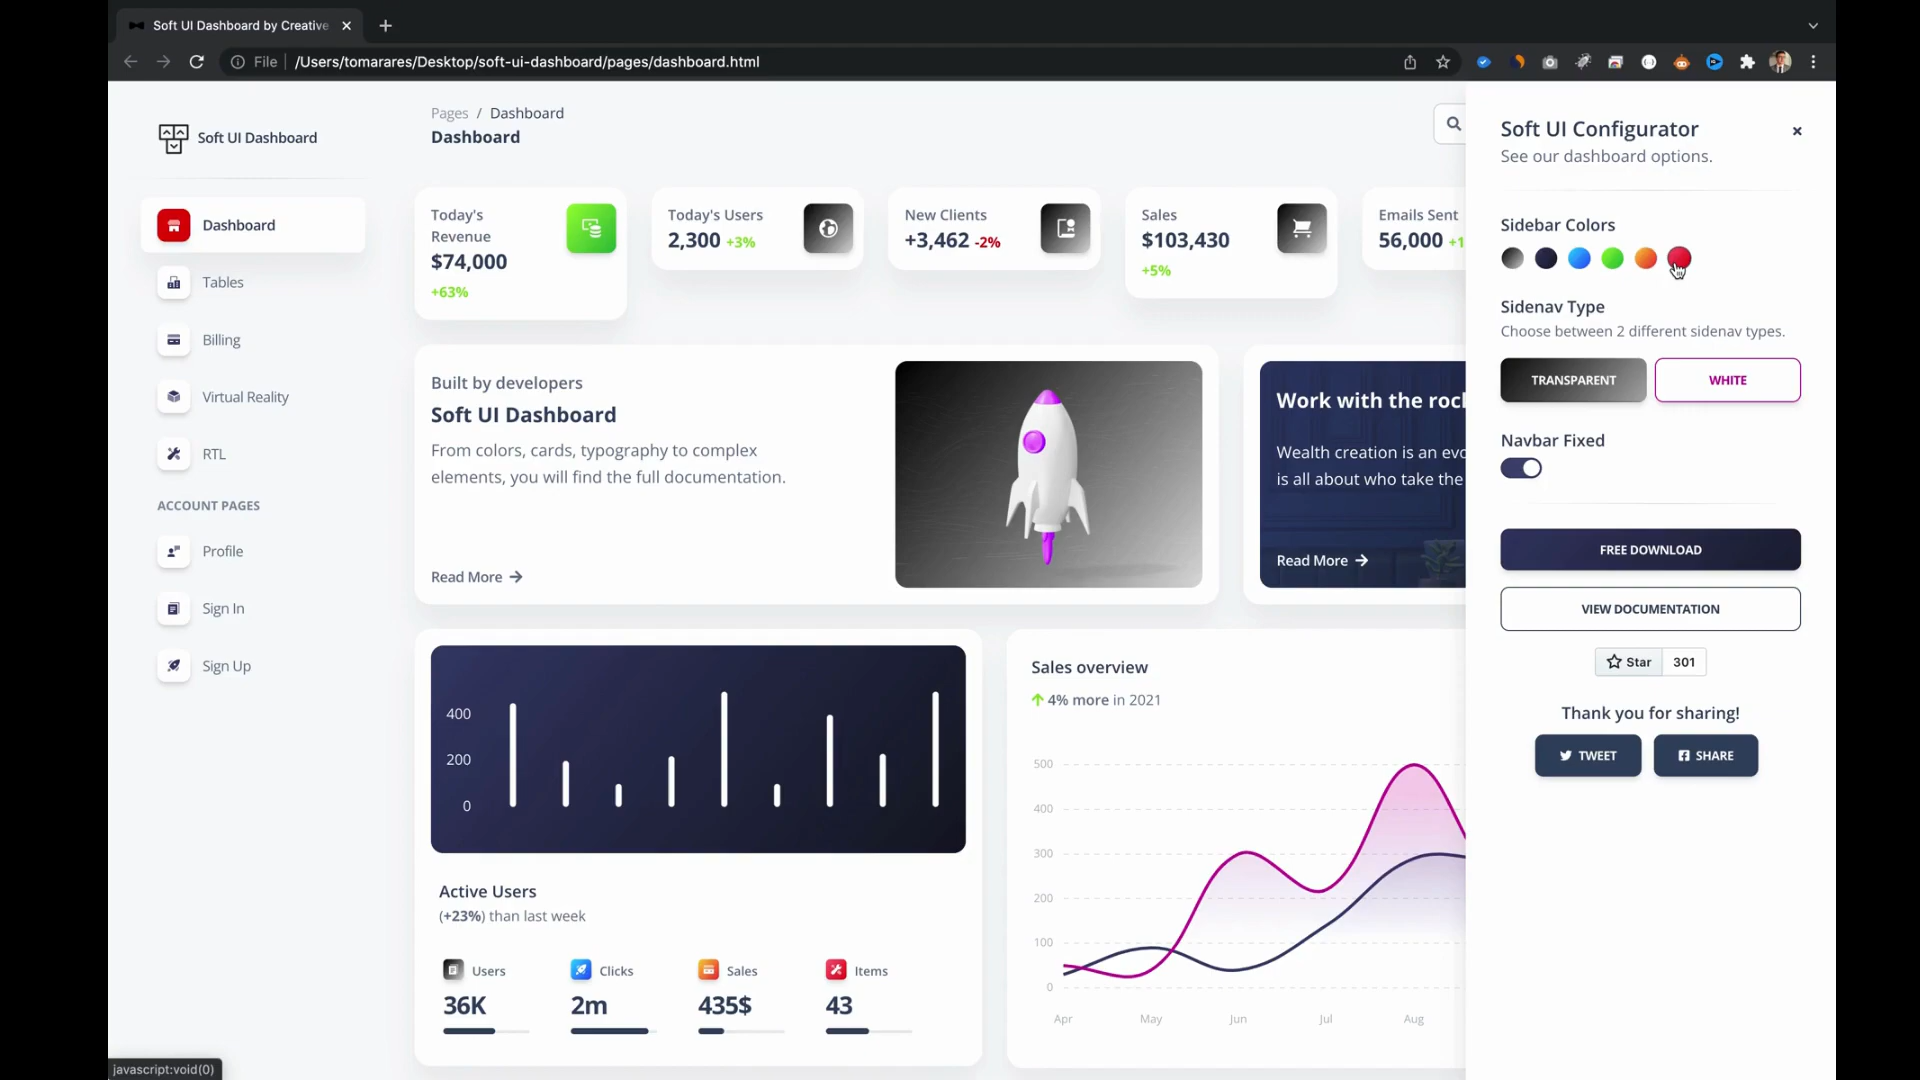 Soft UI Dashboard by Creative
File
/Users/tomarares/Desktop/soft-ui-dashboard/pages/dashboard.html
Soft UI Dashboard
Dashboard
Tables
Billing
Virtual Reality
RTL
ACCOUNT PAGES
Profile
Sign In
Sign Up
Pages / Dashboard
Dashboard
Today's
Revenue
$74,000
+63%
Today's Users
2,300 +3%
New Clients
+3,462 -2%
Sales
$103,430
+5%
Emails Sent
56,000 +1
Built by developers
Soft UI Dashboard
From colors, cards, typography to complex
elements, you will find the full documentation.
Read More
Work with the roc
Wealth creation is an evo
is all about who take the
Read More
400
200
0
Active Users
(+23%) than last week
Users
36K
Clicks
2m
Sales
435$
Items
43
Sales overview
4% more in 2021
500
400
300
200
100
0
Apr
May
Jun
Jul
Aug
Soft UI Configurator
See our dashboard options.
Sidebar Colors
Sidenav Type
Choose between 2 different sidenav types.
TRANSPARENT
WHITE
Navbar Fixed
FREE DOWNLOAD
VIEW DOCUMENTATION
Star
301
Thank you for sharing!
TWEET
SHARE
javascript:void(0)